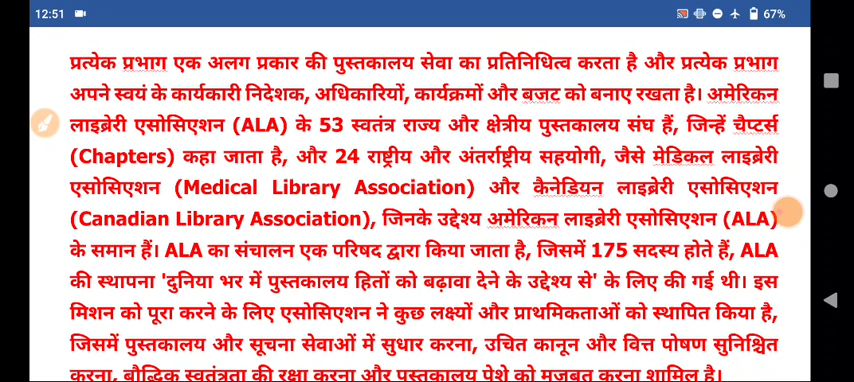 12:51
67%
प्रत्येक प्रभाग एक अलग प्रकार की पुस्तकालय सेवा का प्रतिनिधित्व करता है और प्रत्येक प्रभाग
अपने स्वयं के कार्यकारी निदेशक, अधिकारियों, कार्यक्रमों और बजट को बनाए रखता है। अमेरिकन
लाइब्रेरी एसोसिएशन (ALA) के 53 स्वतंत्र राज्य और क्षेत्रीय पुस्तकालय संघ हैं, जिन्हें चैप्टर्स
(Chapters) कहा जाता है, और 24 राष्ट्रीय और अंतर्राष्ट्रीय सहयोगी, जैसे मेडिकल लाइब्रेरी
एसोसिएशन (Medical Library Association) और कैनेडियन लाइब्रेरी एसोसिएशन
(Canadian Library Association), जिनके उद्देश्य अमेरिकन लाइब्रेरी एसोसिएशन (ALA)
के समान हैं। ALA का संचालन एक परिषद द्वारा किया जाता है, जिसमें 175 सदस्य होते हैं, ALA
की स्थापना 'दुनिया भर में पुस्तकालय हितों को बढ़ावा देने के उद्देश्य से' के लिए की गई थी। इस
मिशन को पूरा करने के लिए एसोसिएशन ने कुछ लक्ष्यों और प्राथमिकताओं को स्थापित किया है,
जिसमें पुस्तकालय और सूचना सेवाओं में सुधार करना, उचित कानून और वित्त पोषण सुनिश्चित
करना, बौद्धिक स्वतंत्रता की रक्षा करना और पुस्तकालय पेशे को मजबूत करना शामिल है।